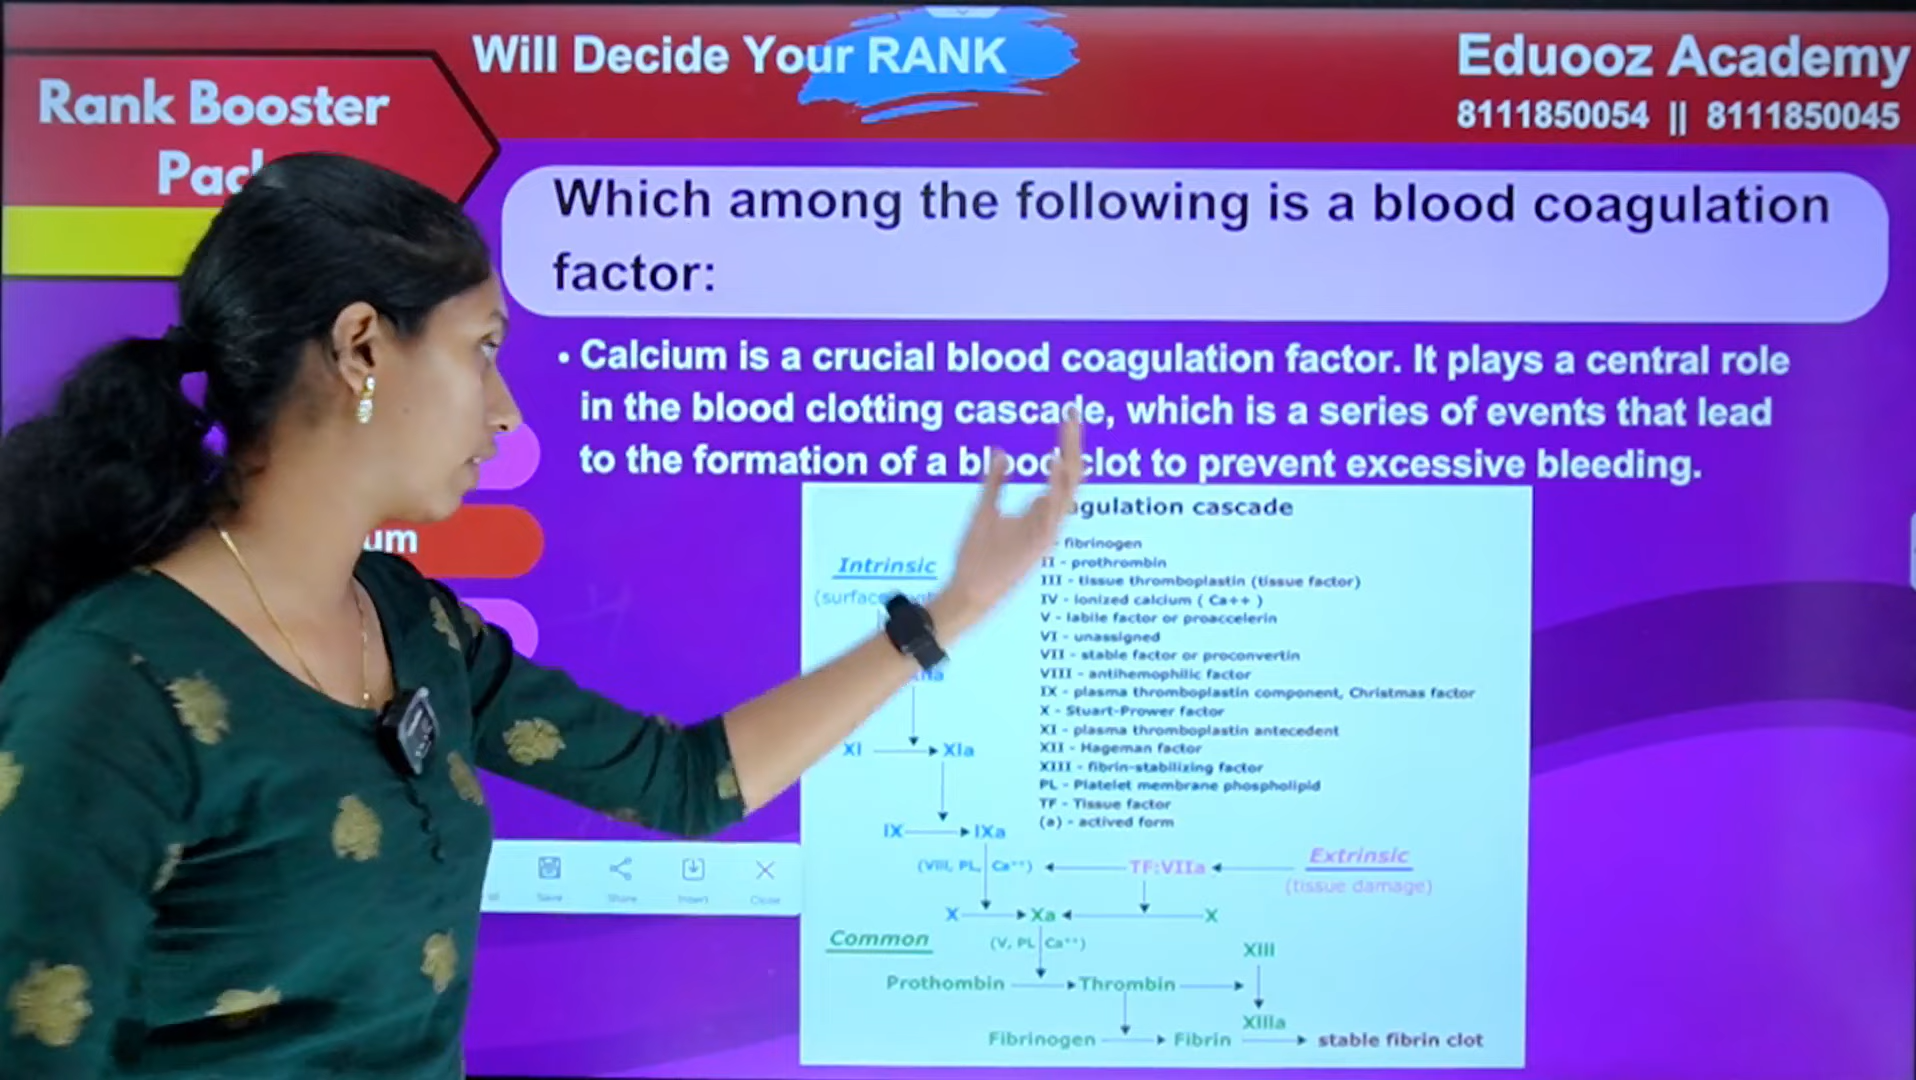 Will Decide Your RANK
Eduooz Academy
8111850054 || 8111850045
Rank Booster
Which among the following is a blood coagulation
factor:
• Calcium is a crucial blood coagulation factor. It plays a central role
in the blood clotting cascade, which is a series of events that lead
to the formation of a blood clot to prevent excessive bleeding.
cascade
Intrinsic
- fibrinogen
II - prothrombin
III - tissue thromboplastin (tissue factor)
IV - ionized calcium ( Ca++ )
V - labile factor or proaccelerin
VI - unassigned
VII - stable factor or proconvertin
VIII - antihemophilic factor
IX - plasma thromboplastin component, Christmas factor
X - Stuart-Prower factor
XI - plasma thromboplastin antecedent
XII - Hageman factor
XIII - fibrin-stabilizing factor
PL - Platelet membrane phospholipid
TF - Tissue factor
(a) - actived form
XI XIa
IX IXa
(VIII, PL, Ca++) TF:VIIa Extrinsic
(tissue damage)
X Xa X
Common (V, PL Ca++) XIII
Prothombin Thrombin
XIIIa
Fibrinogen Fibrin stable fibrin clot
Save Share Insert Close